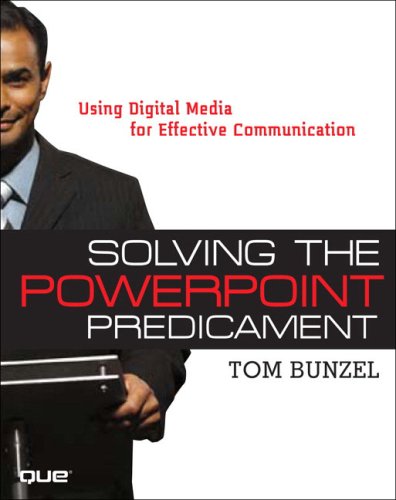 Using Digital Media
for Effective Communication
SOLVING THE
POWERPOINT
PREDICAMENT
TOM BUNZEL
QUE®